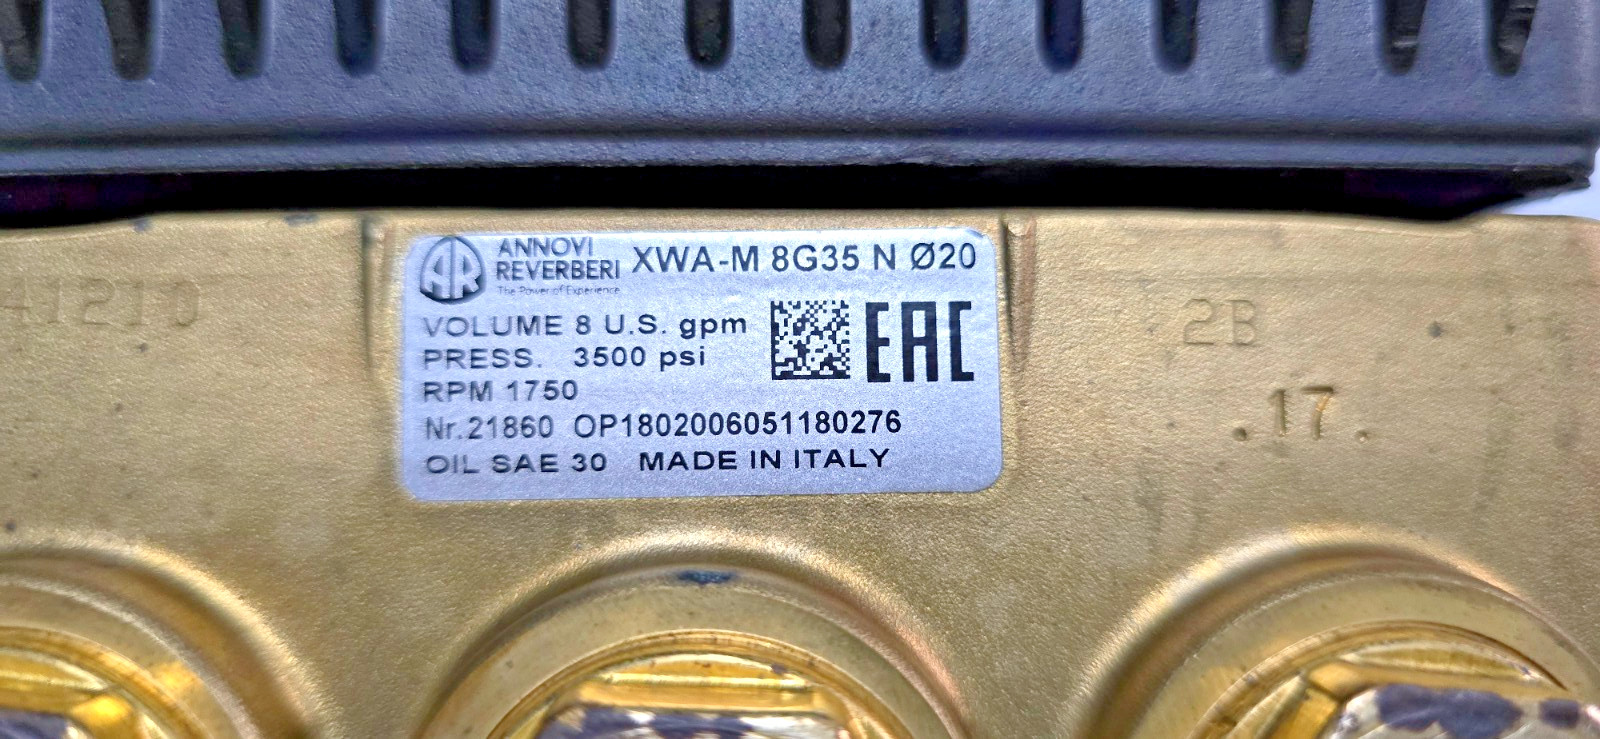 ANNOVI
REVERBERI
The Power of Experience
XWA-M 8G35 N Ø20
VOLUME 8 U.S. gpm
PRESS. 3500 psi
EAC
RPM 1750
Nr.21860 OP1802006051180276
OIL SAE 30 MADE IN ITALY
AR
41210
2B
.17.